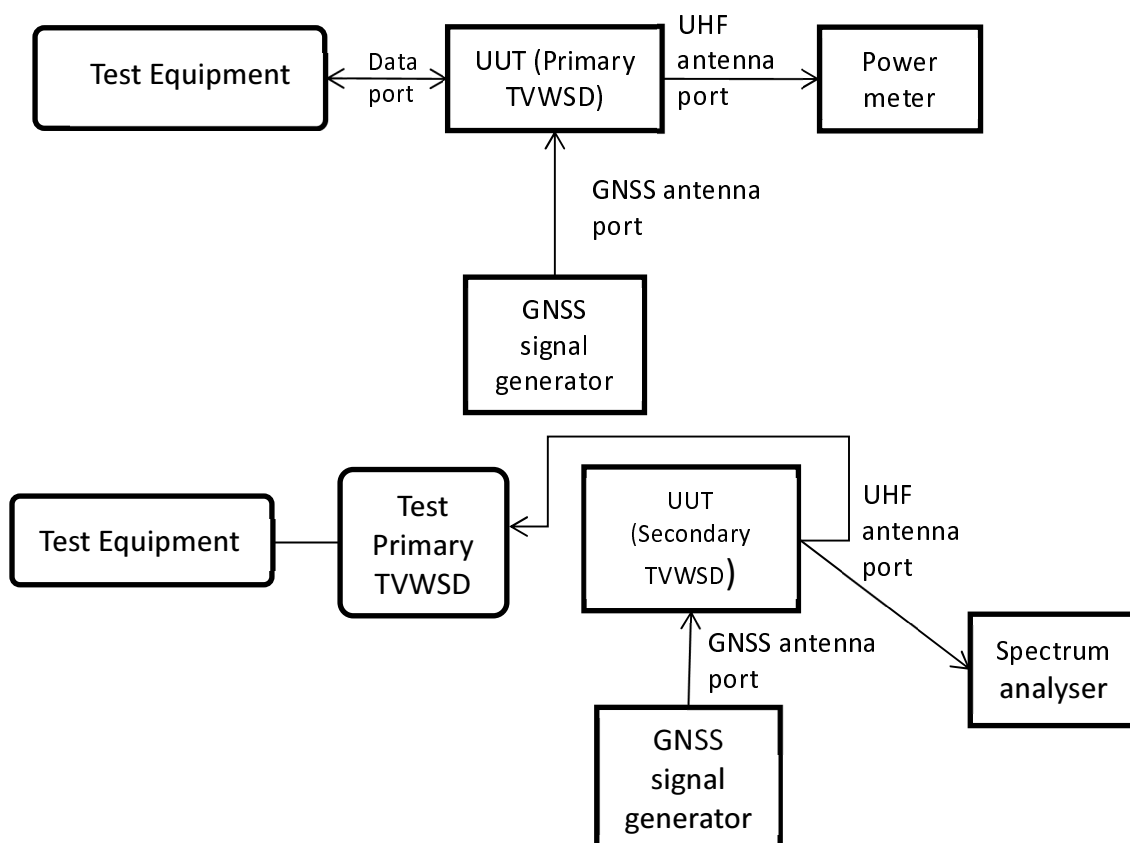 Test Equipment
Data
port
UUT (Primary
TVWSD)
UHF
antenna
port
Power
meter
GNSS antenna
port
GNSS
signal
generator
Test Equipment
Test
Primary
TVWSD
UUT
(Secondary
TVWSD)
UHF
antenna
port
GNSS antenna
port
Spectrum
analyser
GNSS
signal
generator